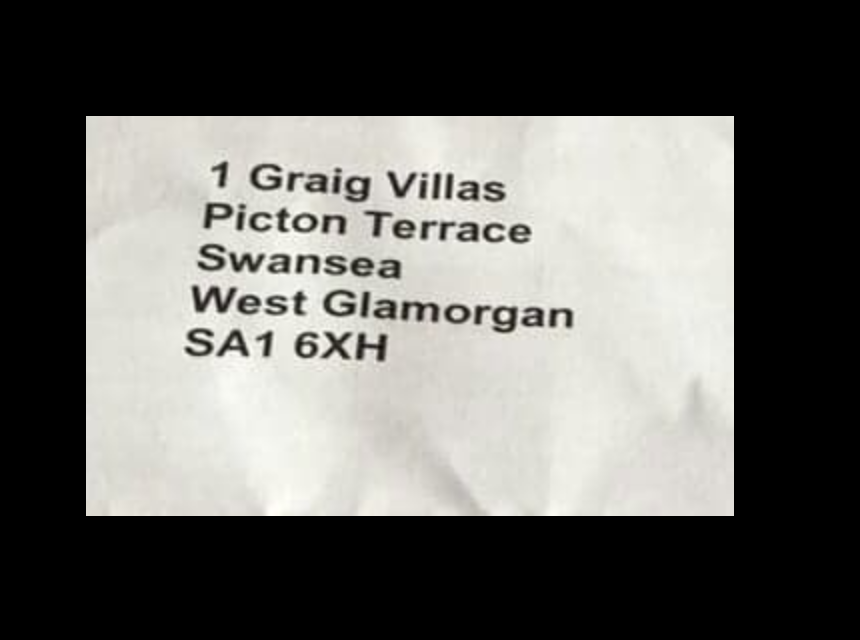 1 Graig Villas
Picton Terrace
Swansea
West Glamorgan
SA1 6XH